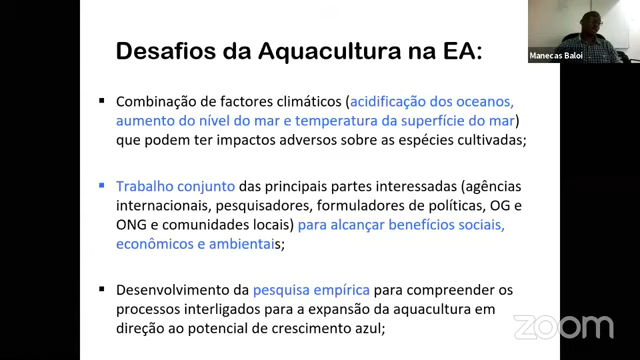 Desafios da Aquacultura na EA:
Manecas Baloi
▪ Combinação de factores climáticos (acidificação dos oceanos,
aumento do nível do mar e temperatura da superfície do mar)
que podem ter impactos adversos sobre as espécies cultivadas;
▪ Trabalho conjunto das principais partes interessadas (agências
internacionais, pesquisadores, formuladores de políticas, OG e
ONG e comunidades locais) para alcançar benefícios sociais,
econômicos e ambientais;
▪ Desenvolvimento da pesquisa empírica para compreender os
processos interligados para a expansão da aquacultura em
direção ao potencial de crescimento azul;
zoom